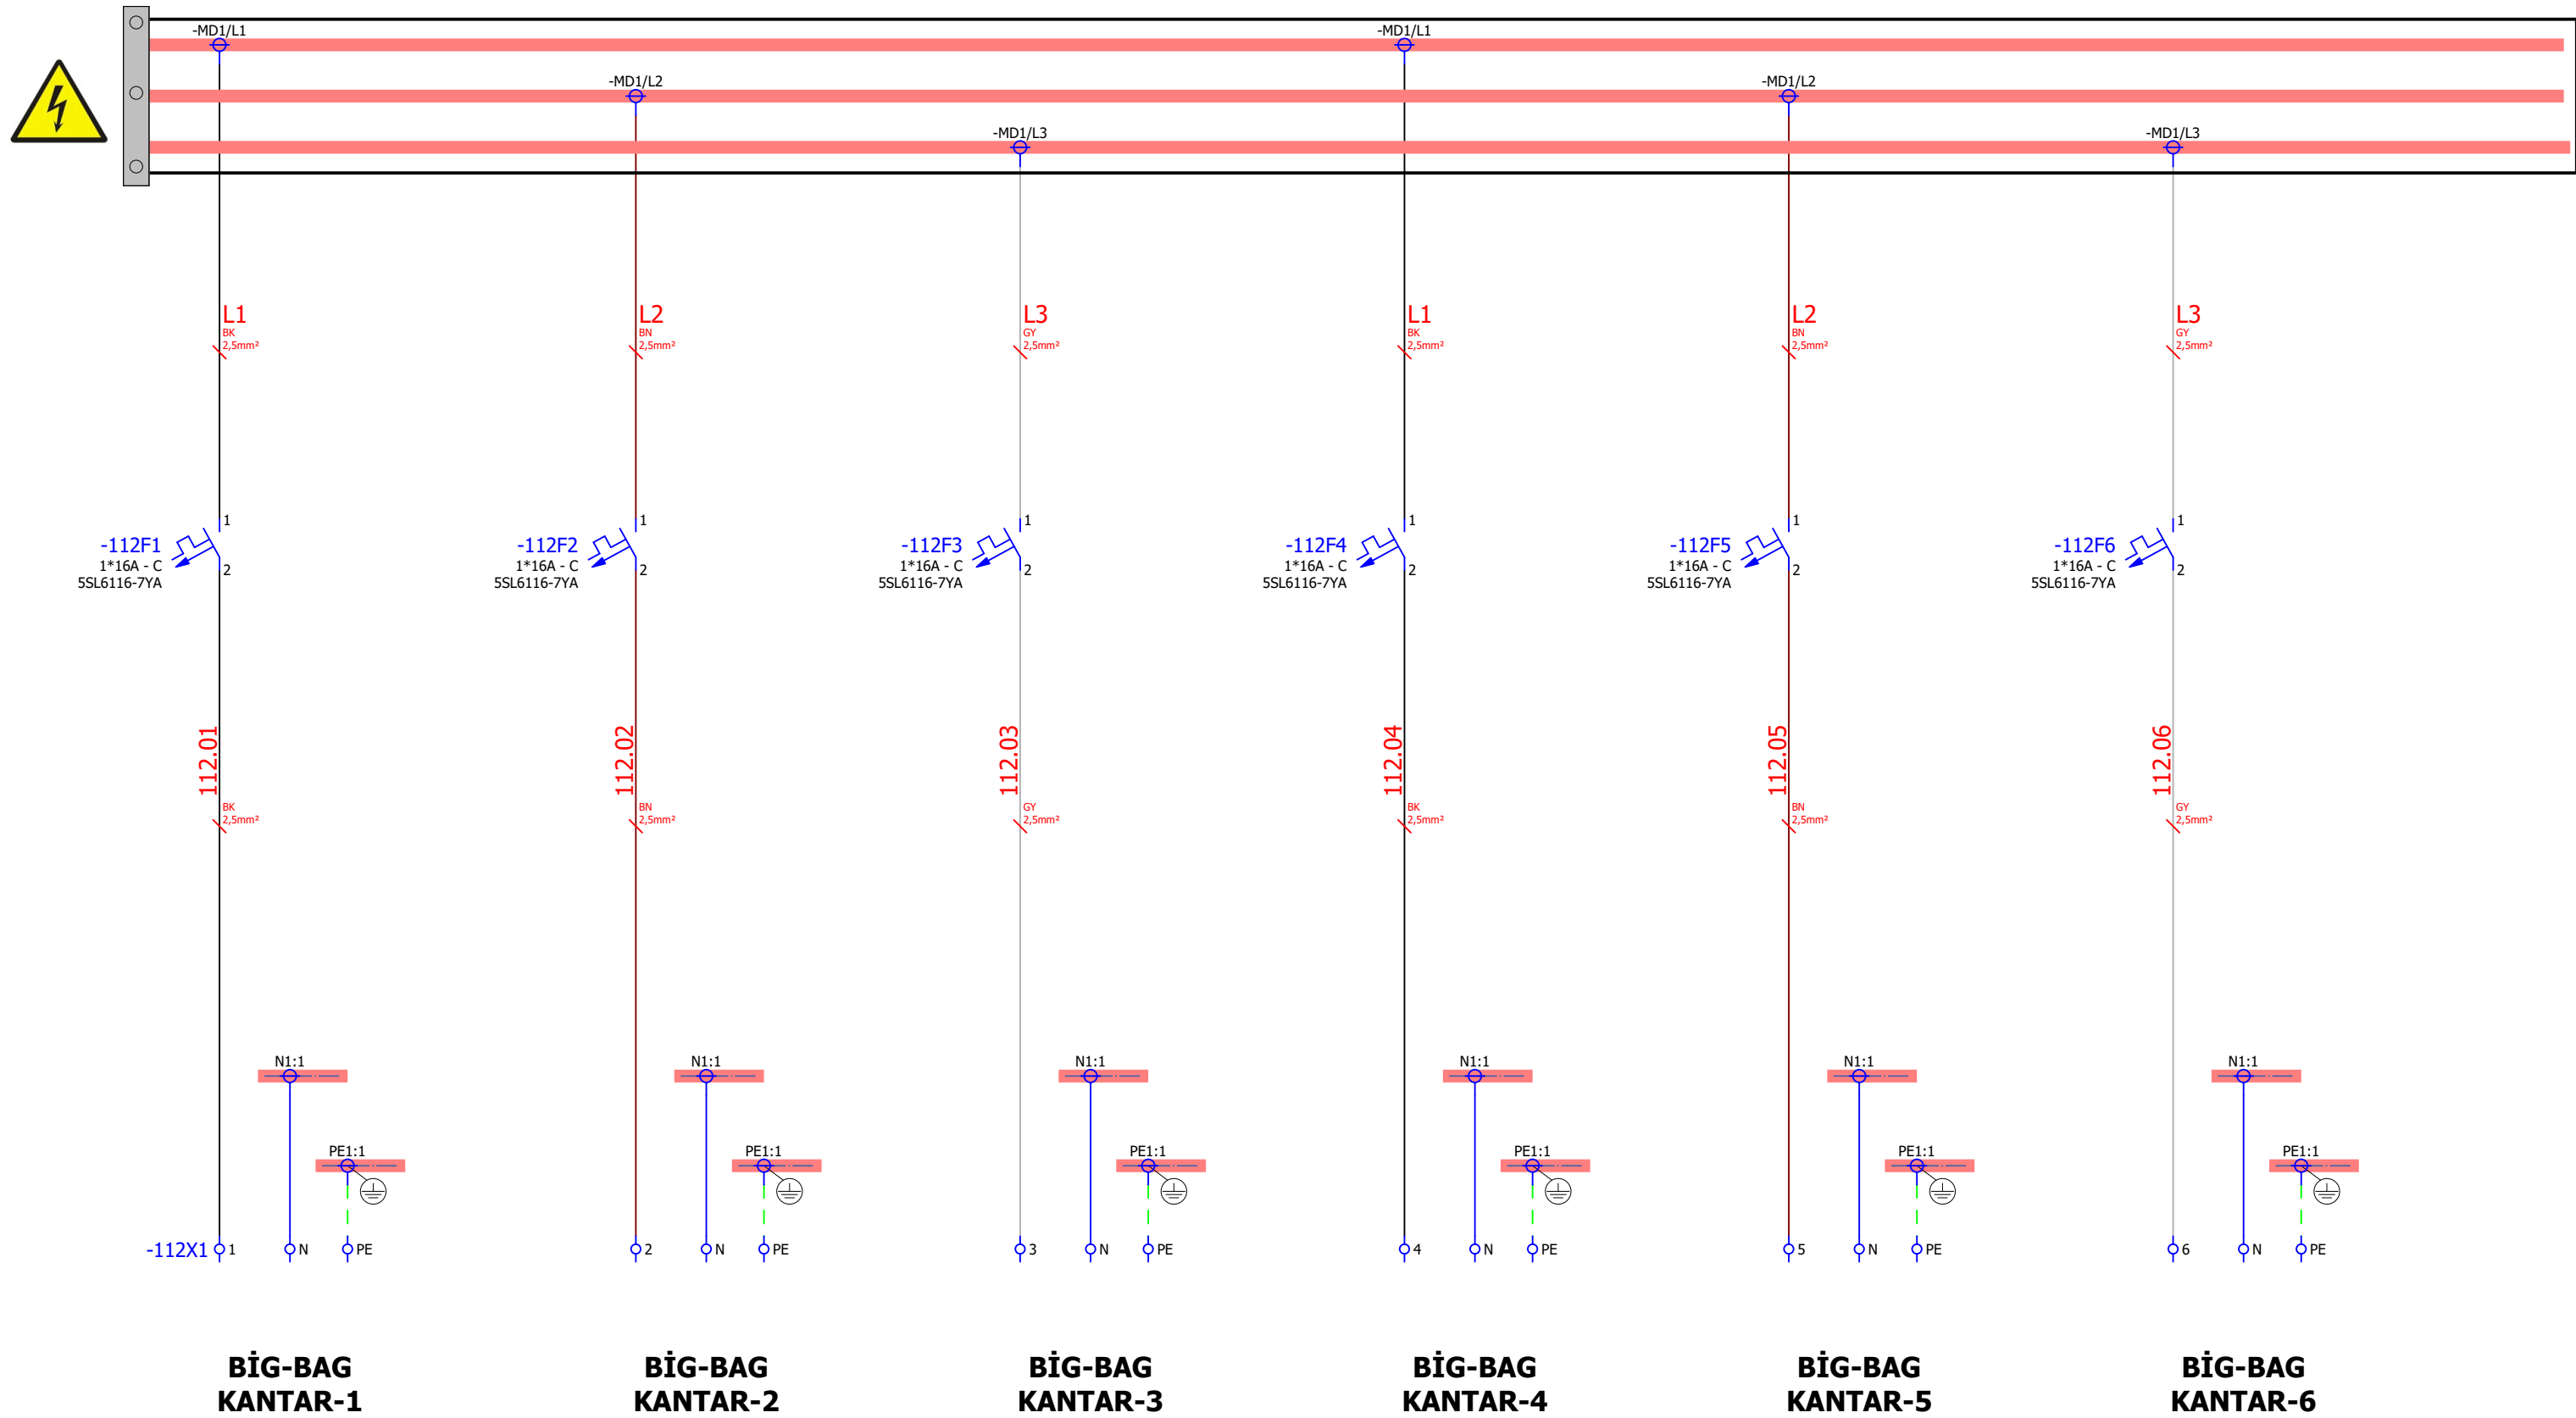 -MD1/L1
-MD1/L1
-MD1/L2
-MD1/L2
-MD1/L3
-MD1/L3
L1
BK
2,5mm²
L2
BN
2,5mm²
L3
GY
2,5mm²
L1
BK
2,5mm²
L2
BN
2,5mm²
L3
GY
2,5mm²
-112F1
1*16A - C
5SL6116-7YA
1
2
-112F2
1*16A - C
5SL6116-7YA
1
2
-112F3
1*16A - C
5SL6116-7YA
1
2
-112F4
1*16A - C
5SL6116-7YA
1
2
-112F5
1*16A - C
5SL6116-7YA
1
2
-112F6
1*16A - C
5SL6116-7YA
1
2
112.01
BK
2,5mm²
112.02
BN
2,5mm²
112.03
GY
2,5mm²
112.04
BK
2,5mm²
112.05
BN
2,5mm²
112.06
GY
2,5mm²
N1:1
N1:1
N1:1
N1:1
N1:1
N1:1
PE1:1
PE1:1
PE1:1
PE1:1
PE1:1
PE1:1
-112X1 1 N PE
2 N PE
3 N PE
4 N PE
5 N PE
6 N PE
BİG-BAG
KANTAR-1
BİG-BAG
KANTAR-2
BİG-BAG
KANTAR-3
BİG-BAG
KANTAR-4
BİG-BAG
KANTAR-5
BİG-BAG
KANTAR-6